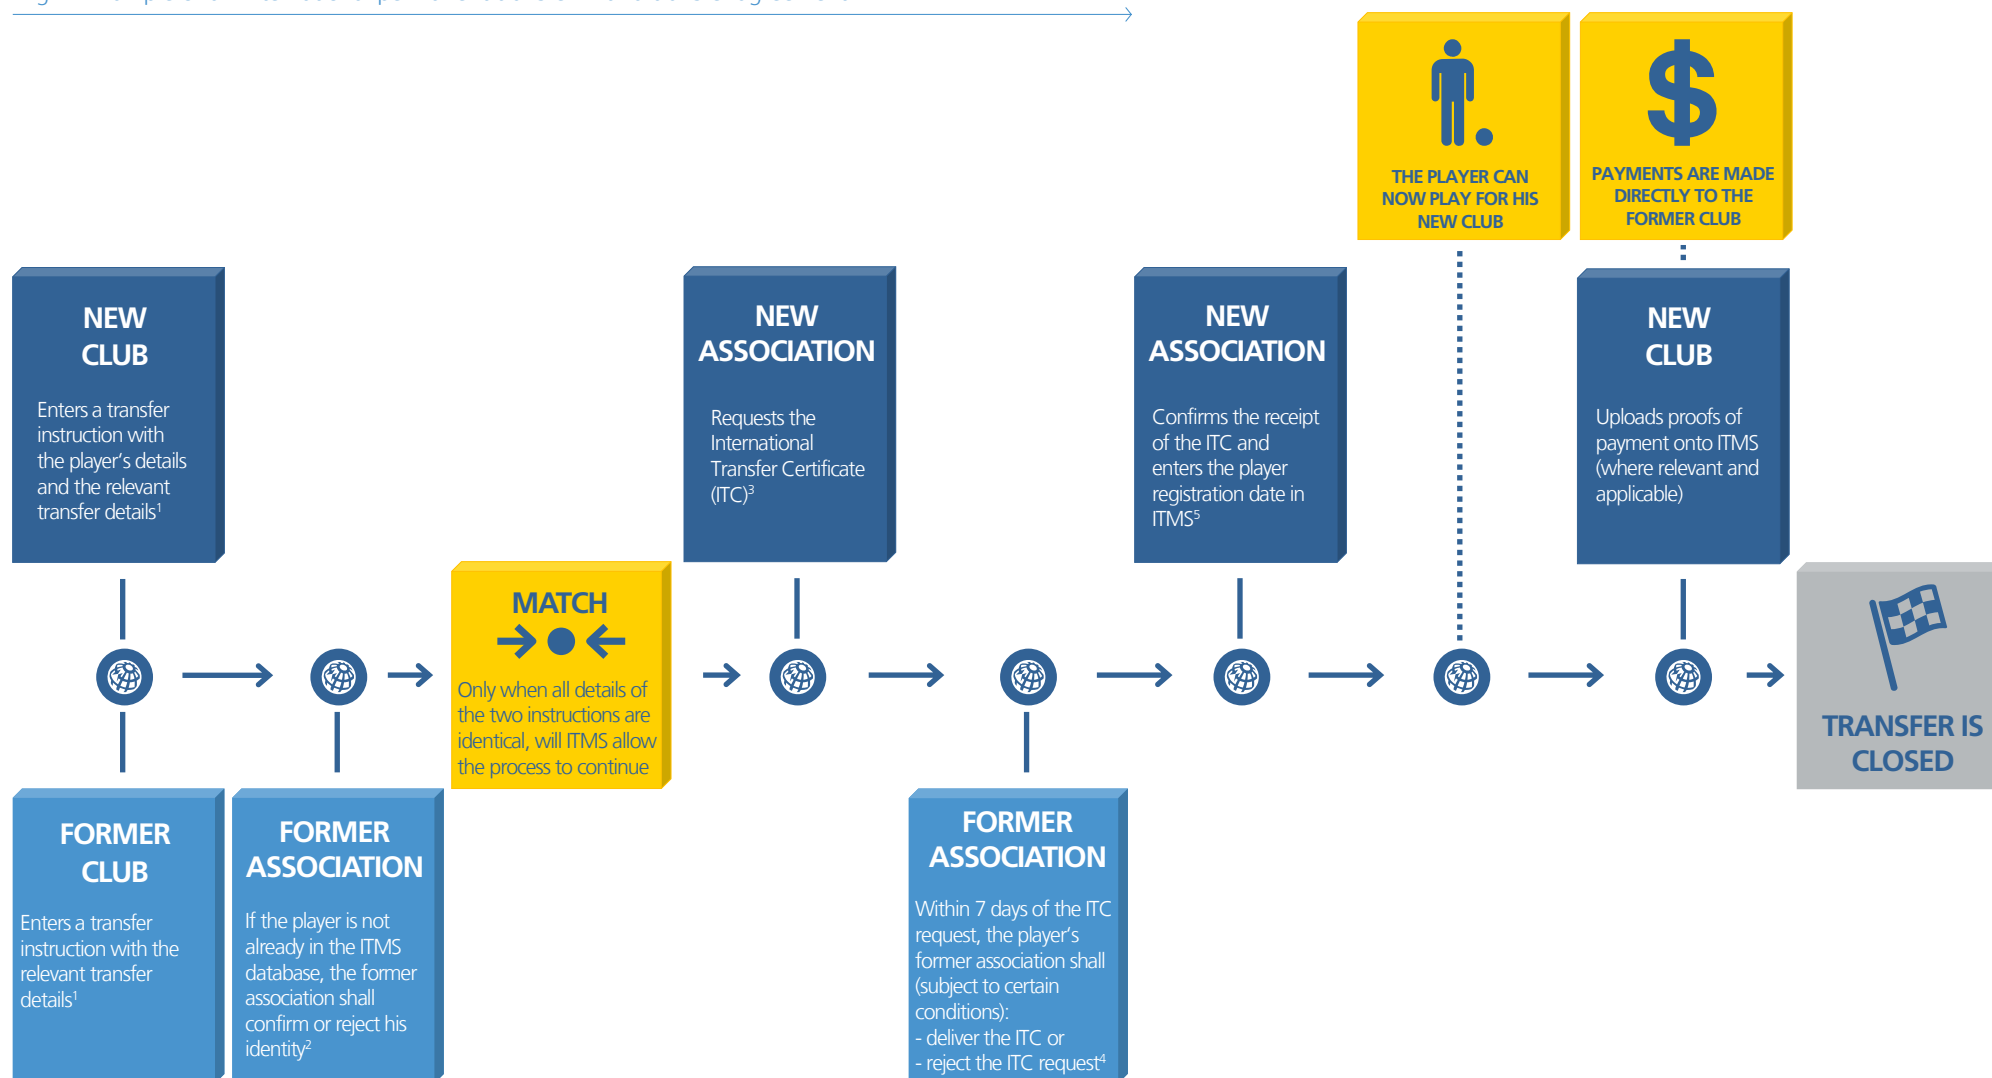 THE PLAYER CAN
NOW PLAY FOR HIS
NEW CLUB
PAYMENTS ARE MADE
DIRECTLY TO THE
FORMER CLUB
NEW
CLUB
Enters a transfer
instruction with
the player’s details
and the relevant
transfer details1
NEW
ASSOCIATION
Requests the
International
Transfer Certificate
(ITC)3
NEW
ASSOCIATION
Confirms the receipt
of the ITC and
enters the player
registration date in
ITMS5
NEW
CLUB
Uploads proofs of
payment onto ITMS
(where relevant and
applicable)
MATCH
Only when all details of
the two instructions are
identical, will ITMS allow
the process to continue
TRANSFER IS
CLOSED
FORMER
CLUB
Enters a transfer
instruction with the
relevant transfer
details1
FORMER
ASSOCIATION
If the player is not
already in the ITMS
database, the former
association shall
confirm or reject his
identity2
FORMER
ASSOCIATION
Within 7 days of the ITC
request, the player’s
former association shall
(subject to certain
conditions):
- deliver the ITC or
- reject the ITC request4